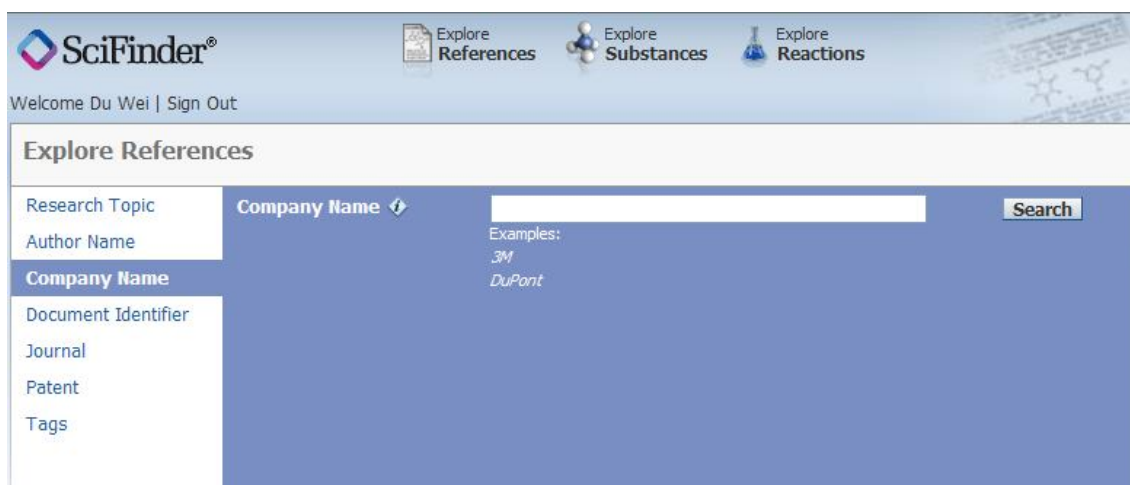 SciFinder®
Explore References
Explore Substances
Explore Reactions
Welcome Du Wei | Sign Out
Explore References
Research Topic
Author Name
Company Name
Document Identifier
Journal
Patent
Tags
Company Name
Search
Examples:
3M
DuPont